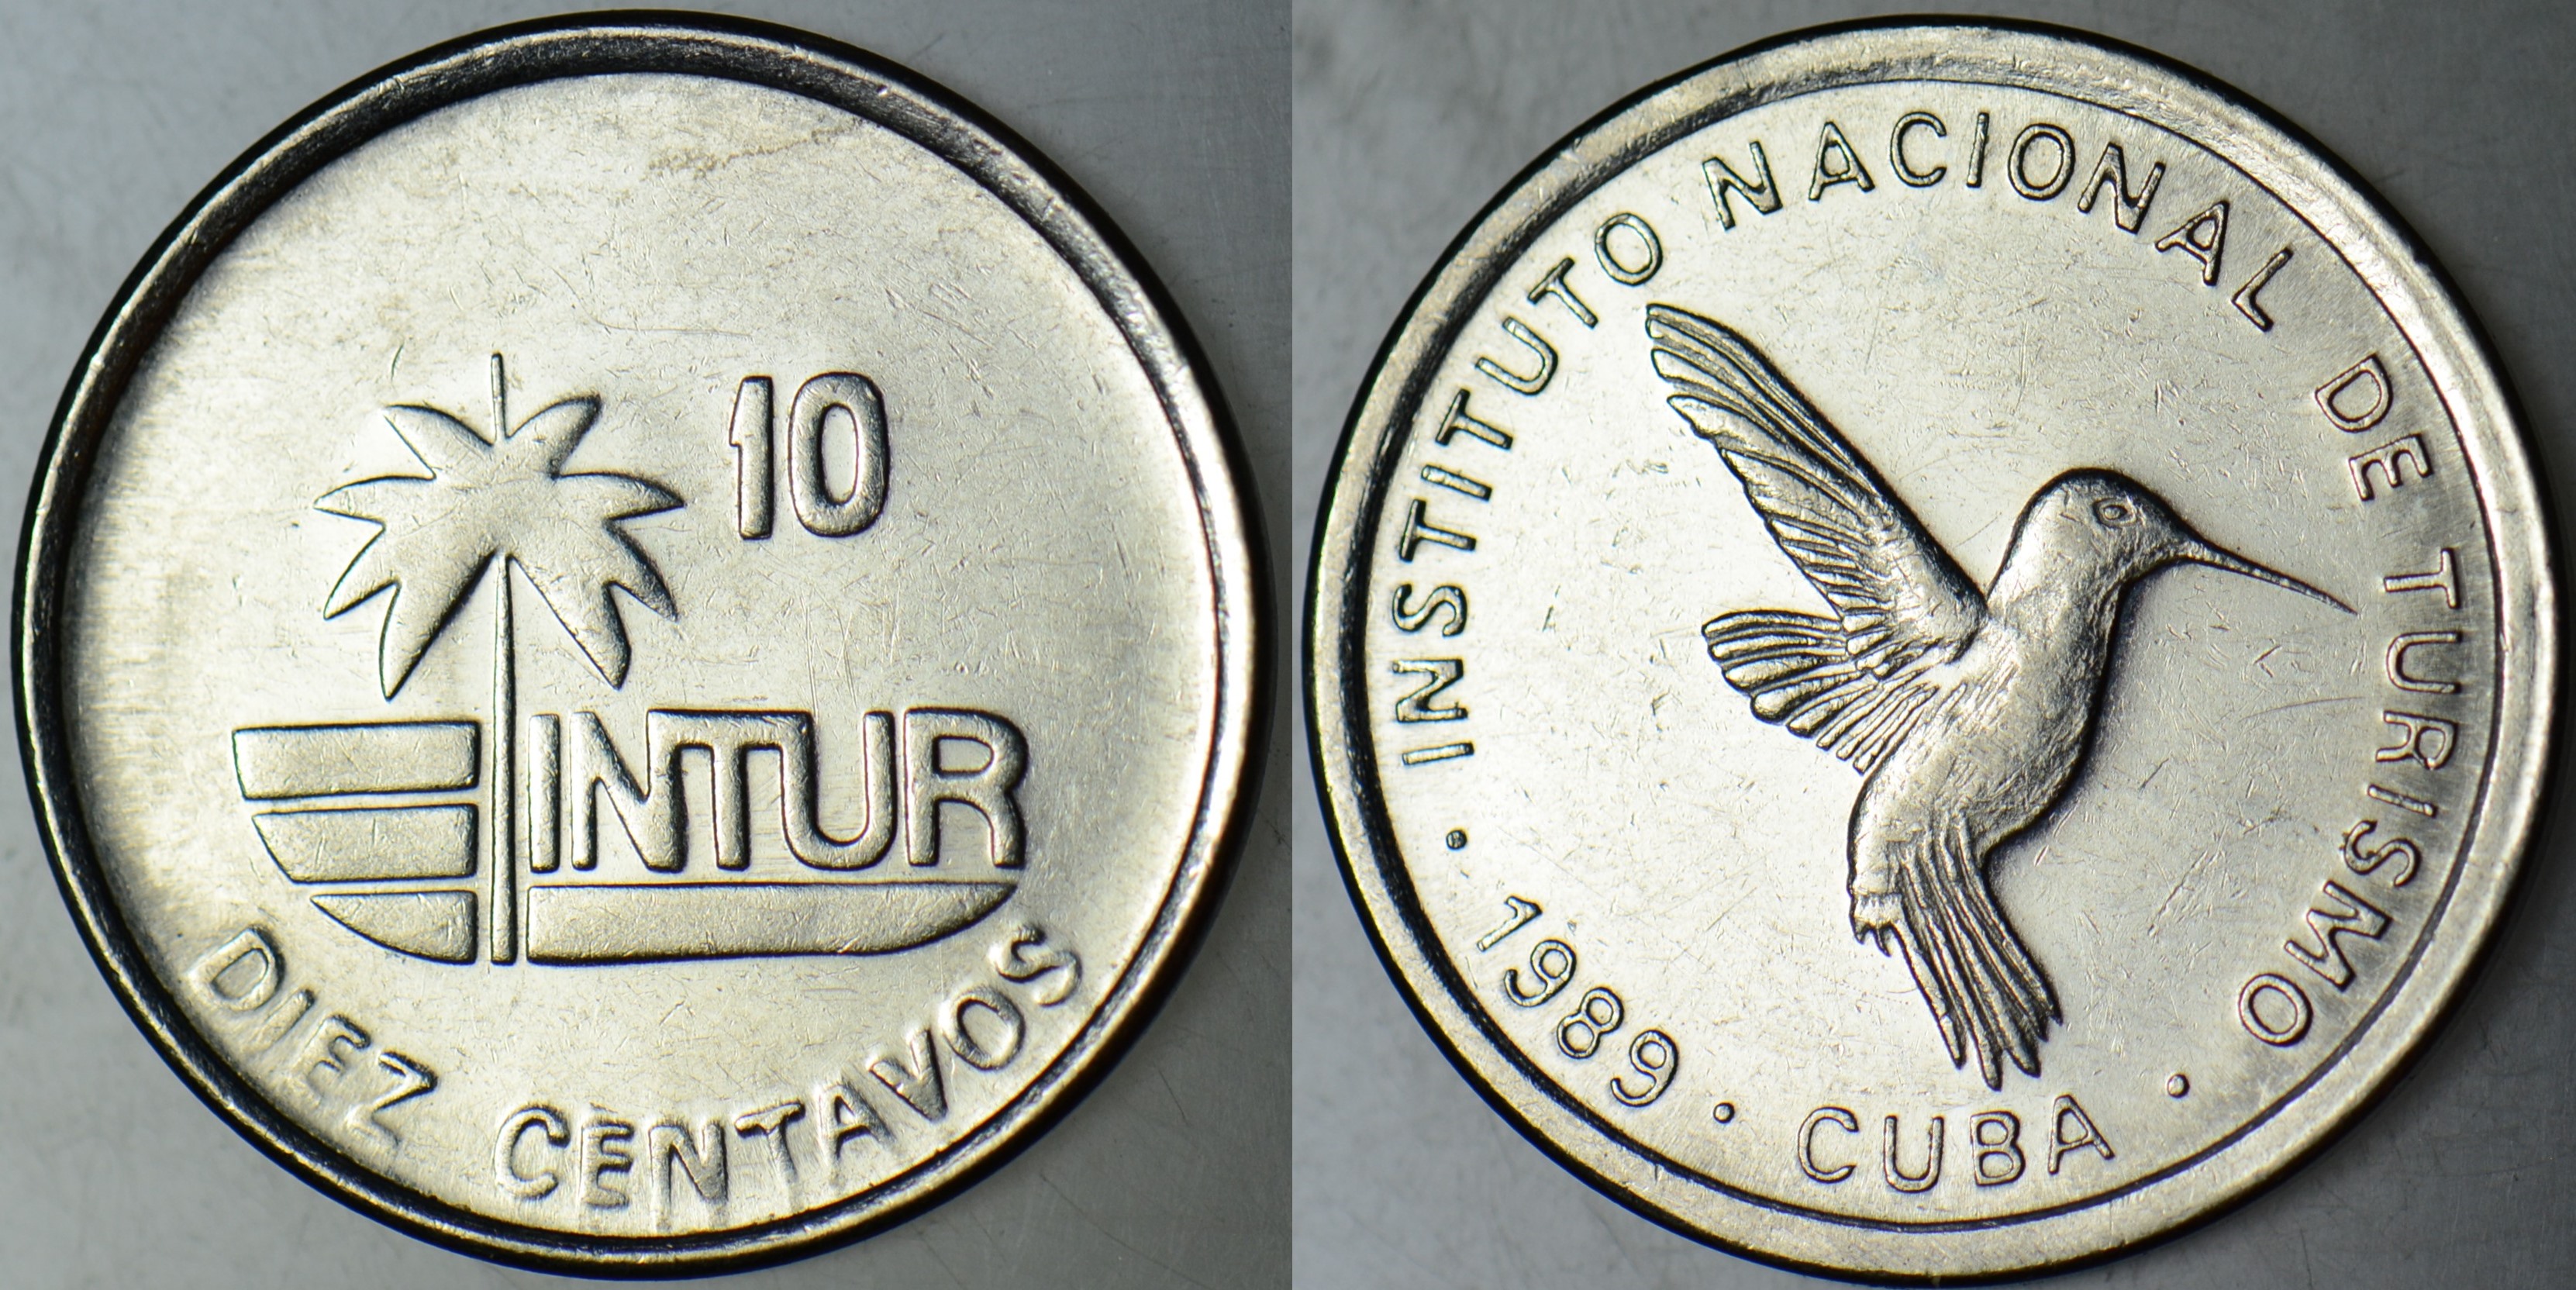 10
INTUR
DIEZ CENTAVOS
INSTITUTO NACIONAL DE TURISMO
· 1989 · CUBA ·